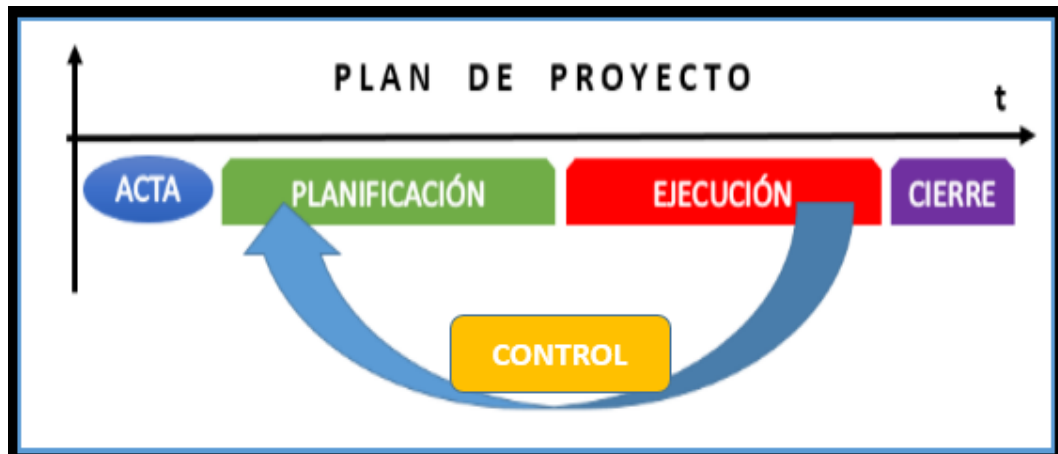 PLAN DE PROYECTO
t
ACTA
PLANIFICACIÓN
EJECUCIÓN
CIERRE
CONTROL